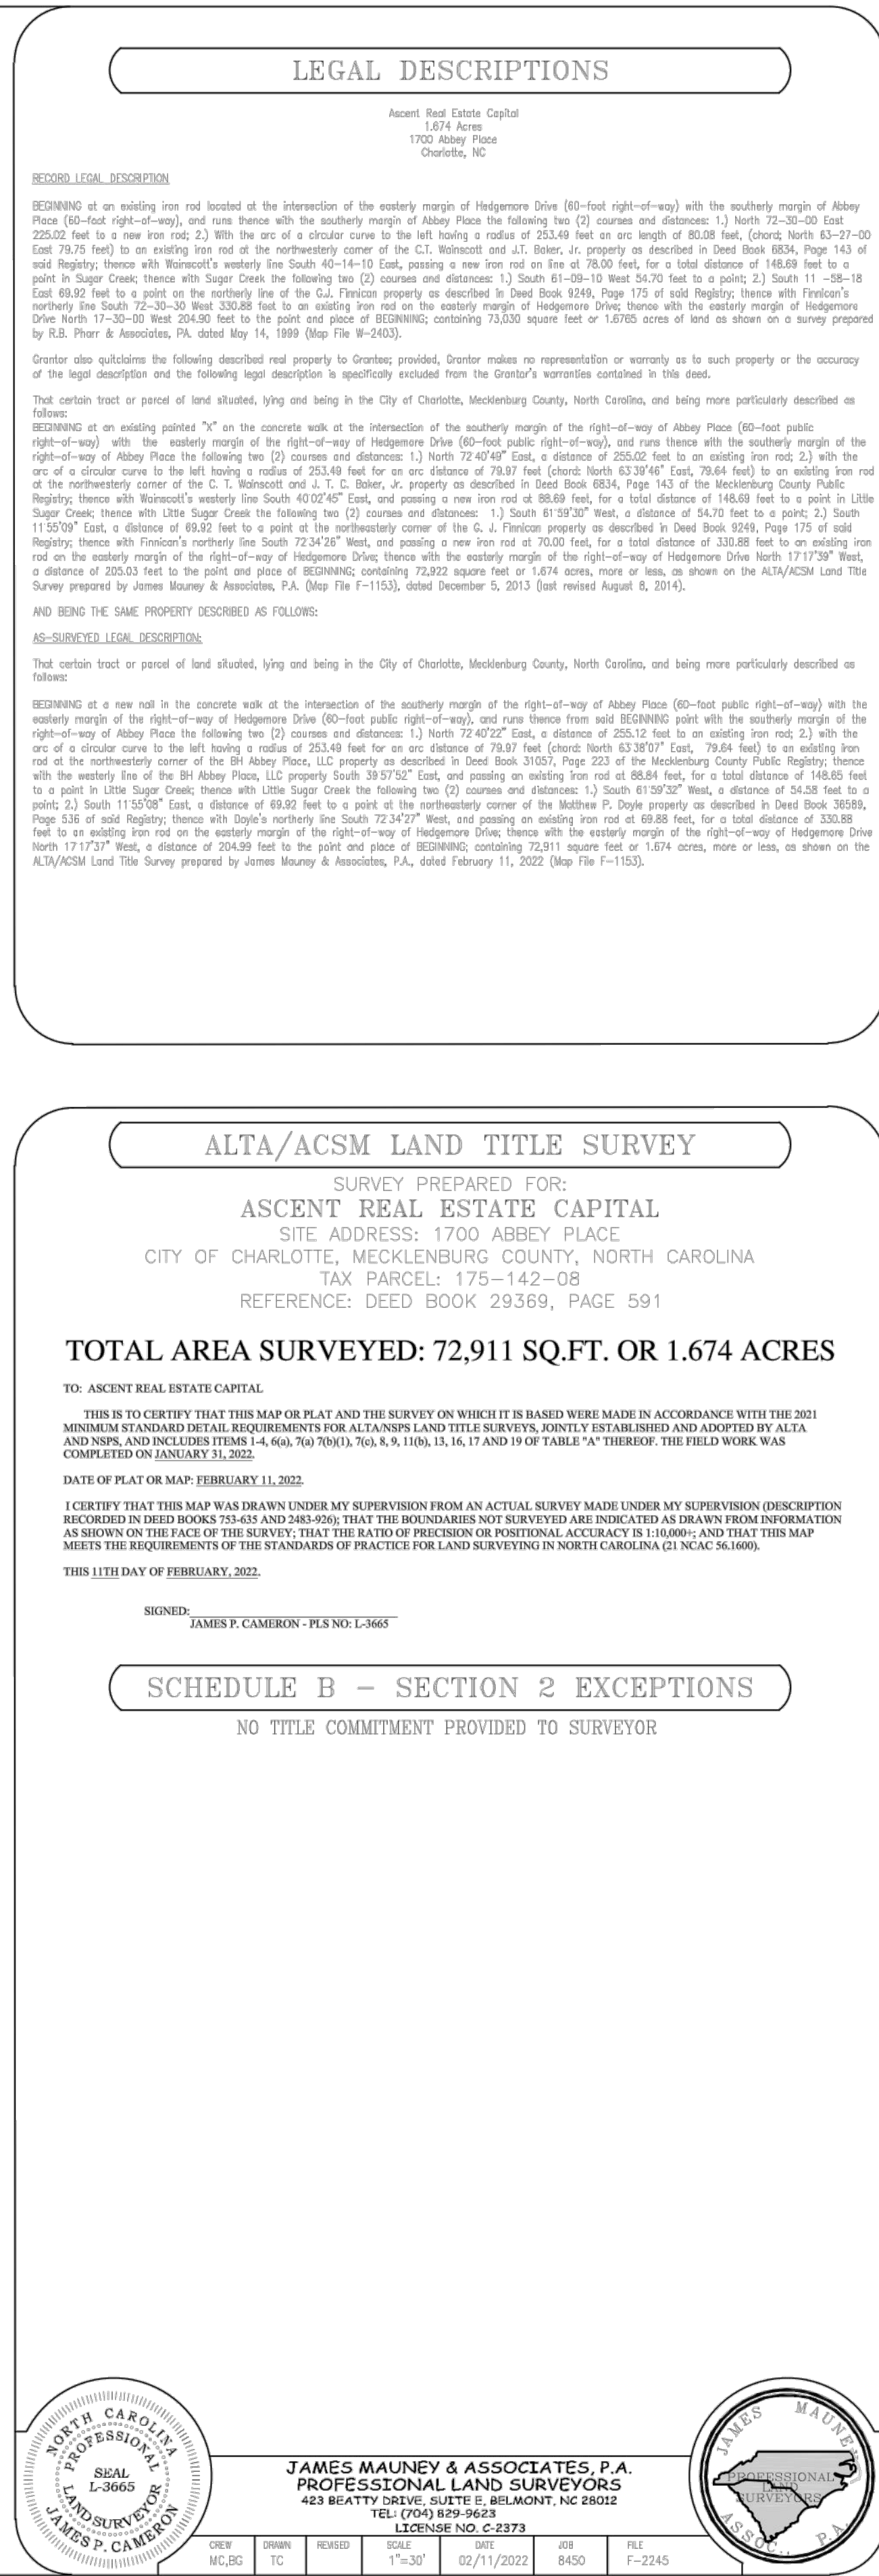 LEGAL DESCRIPTIONS
Ascent Real Estate Capital
1.674 Acres
1700 Abbey Place
Charlotte, NC
RECORD LEGAL DESCRIPTION
BEGINNING at an existing iron rod located at the intersection of the easterly margin of Hedgemore Drive (60-foot right-of-way) with the southerly margin of Abbey
Place (60-foot right-of-way), and runs thence with the southerly margin of Abbey Place the following two (2) courses and distances: 1.) North 72-30-00 East
225.02 feet to a new iron rod; 2.) With the arc of a circular curve to the left having a radius of 253.49 feet an arc length of 80.08 feet, (chord; North 63-27-00
East 79.75 feet) to an existing iron rod at the northwesterly corner of the C.T. Wainscott and J.T. Baker, Jr. property as described in Deed Book 6834, Page 143 of
said Registry; thence with Wainscott's westerly line South 40-14-10 East, passing a new iron rod on line at 78.00 feet, for a total distance of 148.69 feet to a
point in Sugar Creek; thence with Sugar Creek the following two (2) courses and distances: 1.) South 61-09-10 West 54.70 feet to a point; 2.) South 11 -58-18
East 69.92 feet to a point on the northerly line of the G.J. Finnican property as described in Deed Book 9249, Page 175 of said Registry; thence with Finnican's
northerly line South 72-30-30 West 330.88 feet to an existing iron rod on the easterly margin of Hedgemore Drive; thence with the easterly margin of Hedgemore
Drive North 17-30-00 West 204.90 feet to the point and place of BEGINNING; containing 73,030 square feet or 1.6765 acres of land as shown on a survey prepared
by R.B. Pharr & Associates, PA. dated May 14, 1999 (Map File W-2403).
Grantor also quitclaims the following described real property to Grantee; provided, Grantor makes no representation or warranty as to such property or the accuracy
of the legal description and the following legal description is specifically excluded from the Grantor's warranties contained in this deed.
That certain tract or parcel of land situated, lying and being in the City of Charlotte, Mecklenburg County, North Carolina, and being more particularly described as
follows:
BEGINNING at an existing painted "X" on the concrete walk at the intersection of the southerly margin of the right-of-way of Abbey Place (60-foot public
right-of-way) with the easterly margin of the right-of-way of Hedgemore Drive (60-foot public right-of-way), and runs thence with the southerly margin of the
right-of-way of Abbey Place the following two (2) courses and distances: 1.) North 72°40'49" East, a distance of 255.02 feet to an existing iron rod; 2.) with the
arc of a circular curve to the left having a radius of 253.49 feet for an arc distance of 79.97 feet (chord: North 63°39'46" East, 79.64 feet) to an existing iron rod
at the northwesterly corner of the C. T. Wainscott and J. T. C. Baker, Jr. property as described in Deed Book 6834, Page 143 of the Mecklenburg County Public
Registry; thence with Wainscott's westerly line South 40°02'45" East, and passing a new iron rod at 88.69 feet, for a total distance of 148.69 feet to a point in Little
Sugar Creek; thence with Little Sugar Creek the following two (2) courses and distances: 1.) South 61°59'30" West, a distance of 54.70 feet to a point; 2.) South
11°55'09" East, a distance of 69.92 feet to a point at the northeasterly corner of the G. J. Finnican property as described in Deed Book 9249, Page 175 of said
Registry; thence with Finnican's northerly line South 72°34'26" West, and passing a new iron rod at 70.00 feet, for a total distance of 330.88 feet to an existing iron
rod on the easterly margin of the right-of-way of Hedgemore Drive; thence with the easterly margin of the right-of-way of Hedgemore Drive North 17°17'39" West,
a distance of 205.03 feet to the point and place of BEGINNING; containing 72,922 square feet or 1.674 acres, more or less, as shown on the ALTA/ACSM Land Title
Survey prepared by James Mauney & Associates, P.A. (Map File F-1153), dated December 5, 2013 (last revised August 8, 2014).
AND BEING THE SAME PROPERTY DESCRIBED AS FOLLOWS:
AS-SURVEYED LEGAL DESCRIPTION:
That certain tract or parcel of land situated, lying and being in the City of Charlotte, Mecklenburg County, North Carolina, and being more particularly described as
follows:
BEGINNING at a new nail in the concrete walk at the intersection of the southerly margin of the right-of-way of Abbey Place (60-foot public right-of-way) with the
easterly margin of the right-of-way of Hedgemore Drive (60-foot public right-of-way), and runs thence from said BEGINNING point with the southerly margin of the
right-of-way of Abbey Place the following two (2) courses and distances: 1.) North 72°40'22" East, a distance of 255.12 feet to an existing iron rod; 2.) with the
arc of a circular curve to the left having a radius of 253.49 feet for an arc distance of 79.97 feet (chord: North 63°38'07" East, 79.64 feet) to an existing iron
rod at the northwesterly corner of the BH Abbey Place, LLC property as described in Deed Book 31057, Page 223 of the Mecklenburg County Public Registry; thence
with the westerly line of the BH Abbey Place, LLC property South 39°57'52" East, and passing an existing iron rod at 88.84 feet, for a total distance of 148.65 feet
to a point in Little Sugar Creek; thence with Little Sugar Creek the following two (2) courses and distances: 1.) South 61°59'32" West, a distance of 54.58 feet to a
point; 2.) South 11°55'08" East, a distance of 69.92 feet to a point at the northeasterly corner of the Matthew P. Doyle property as described in Deed Book 36589,
Page 536 of said Registry; thence with Doyle's northerly line South 72°34'27" West, and passing an existing iron rod at 69.88 feet, for a total distance of 330.88
feet to an existing iron rod on the easterly margin of the right-of-way of Hedgemore Drive; thence with the easterly margin of the right-of-way of Hedgemore Drive
North 17°17'37" West, a distance of 204.99 feet to the point and place of BEGINNING; containing 72,911 square feet or 1.674 acres, more or less, as shown on the
ALTA/ACSM Land Title Survey prepared by James Mauney & Associates, P.A., dated February 11, 2022 (Map File F-1153).
ALTA/ACSM LAND TITLE SURVEY
SURVEY PREPARED FOR:
ASCENT REAL ESTATE CAPITAL
SITE ADDRESS: 1700 ABBEY PLACE
CITY OF CHARLOTTE, MECKLENBURG COUNTY, NORTH CAROLINA
TAX PARCEL: 175-142-08
REFERENCE: DEED BOOK 29369, PAGE 591
TOTAL AREA SURVEYED: 72,911 SQ.FT. OR 1.674 ACRES
TO: ASCENT REAL ESTATE CAPITAL
THIS IS TO CERTIFY THAT THIS MAP OR PLAT AND THE SURVEY ON WHICH IT IS BASED WERE MADE IN ACCORDANCE WITH THE 2021
MINIMUM STANDARD DETAIL REQUIREMENTS FOR ALTA/NSPS LAND TITLE SURVEYS, JOINTLY ESTABLISHED AND ADOPTED BY ALTA
AND NSPS, AND INCLUDES ITEMS 1-4, 6(a), 7(a) 7(b)(1), 7(c), 8, 9, 11(b), 13, 16, 17 AND 19 OF TABLE "A" THEREOF. THE FIELD WORK WAS
COMPLETED ON JANUARY 31, 2022.
DATE OF PLAT OR MAP: FEBRUARY 11, 2022.
I CERTIFY THAT THIS MAP WAS DRAWN UNDER MY SUPERVISION FROM AN ACTUAL SURVEY MADE UNDER MY SUPERVISION (DESCRIPTION
RECORDED IN DEED BOOKS 753-635 AND 2483-926); THAT THE BOUNDARIES NOT SURVEYED ARE INDICATED AS DRAWN FROM INFORMATION
AS SHOWN ON THE FACE OF THE SURVEY; THAT THE RATIO OF PRECISION OR POSITIONAL ACCURACY IS 1:10,000+; AND THAT THIS MAP
MEETS THE REQUIREMENTS OF THE STANDARDS OF PRACTICE FOR LAND SURVEYING IN NORTH CAROLINA (21 NCAC 56.1600).
THIS 11TH DAY OF FEBRUARY, 2022.
SIGNED:
JAMES P. CAMERON - PLS NO: L-3665
SCHEDULE B - SECTION 2 EXCEPTIONS
NO TITLE COMMITMENT PROVIDED TO SURVEYOR
NORTH CAROLINA
PROFESSIONAL
SEAL
L-3665
LAND SURVEYOR
JAMES P. CAMERON
JAMES MAUNEY & ASSOCIATES, P.A.
PROFESSIONAL LAND SURVEYORS
423 BEATTY DRIVE, SUITE E, BELMONT, NC 28012
TEL: (704) 829-9623
LICENSE NO. C-2373
CREW DRAWN REVISED SCALE DATE JOB FILE
MC,BG TC 1"=30' 02/11/2022 8450 F-2245
JAMES MAUNEY
PROFESSIONAL
LAND
SURVEYORS
ASSOC., P.A.